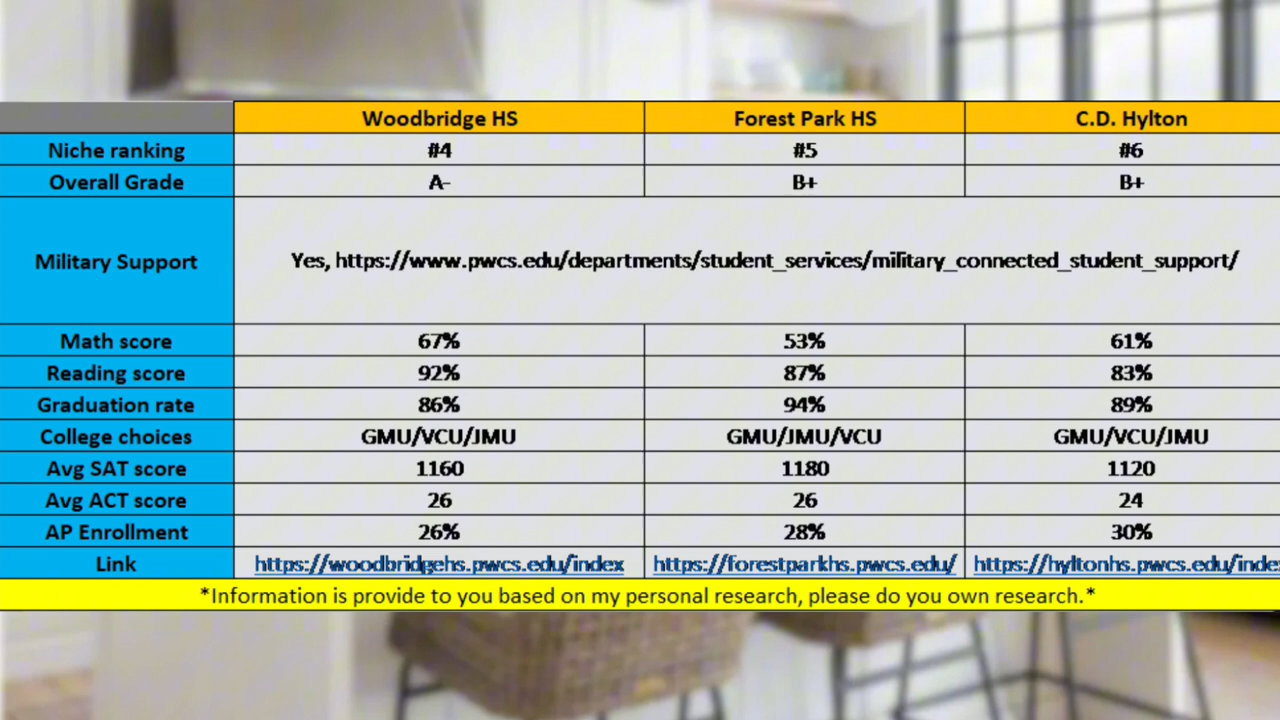 Woodbridge HS Forest Park HS C.D. Hylton
Niche ranking #4 #5 #6
Overall Grade A- B+ B+
Military Support Yes, https://www.pwcs.edu/departments/student_services/military_connected_student_support/
Math score 67% 53% 61%
Reading score 92% 87% 83%
Graduation rate 86% 94% 89%
College choices GMU/VCU/JMU GMU/JMU/VCU GMU/VCU/JMU
Avg SAT score 1160 1180 1120
Avg ACT score 26 26 24
AP Enrollment 26% 28% 30%
Link https://woodbridgehs.pwcs.edu/index https://forestparkhs.pwcs.edu/ https://hyltonhs.pwcs.edu/inde
*Information is provide to you based on my personal research, please do you own research.*